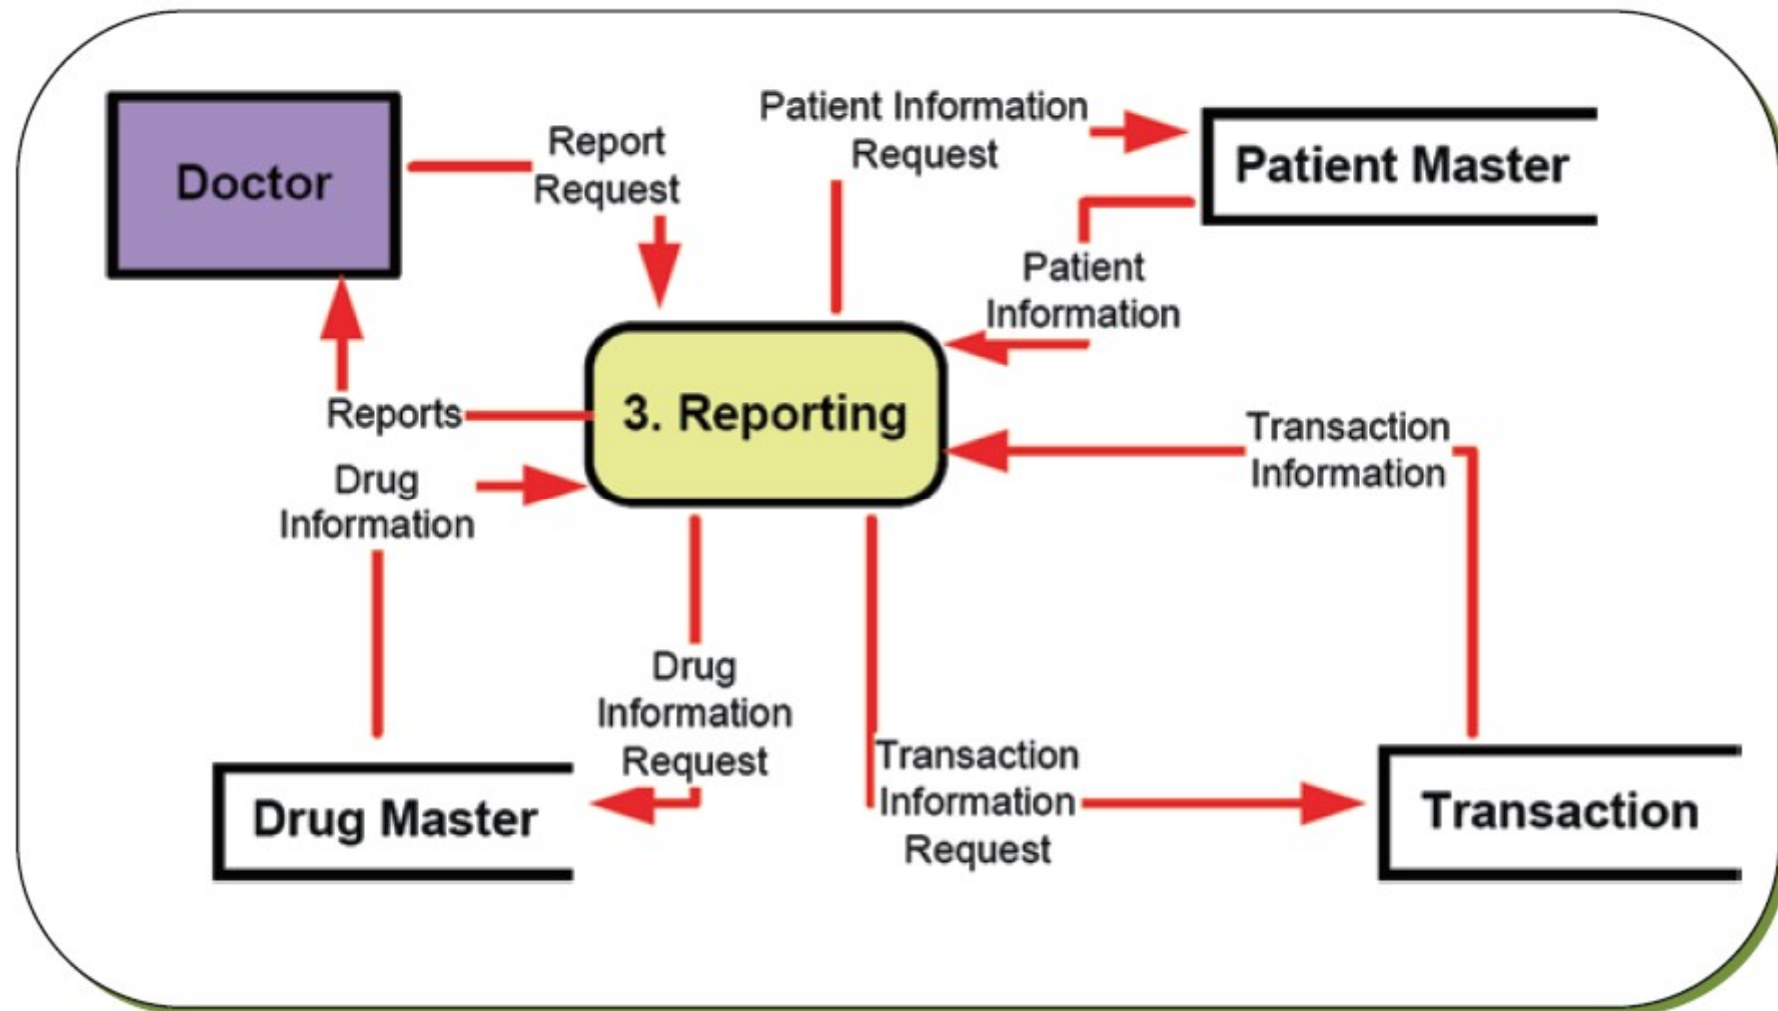 Doctor
Report
Request
Patient Information
Request
Patient Master
Patient
Information
Reports
3. Reporting
Transaction
Information
Drug
Information
Drug
Information
Request
Transaction
Information
Request
Drug Master
Transaction